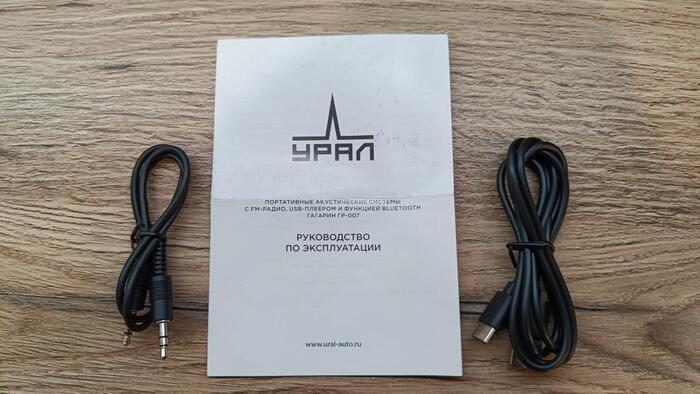 УРАЛ
ПОРТАТИВНЫЕ АКУСТИЧЕСКИЕ СИСТЕМЫ
С FM-РАДИО, USB-ПЛЕЕРОМ И ФУНКЦИЕЙ BLUETOOTH
ГАГАРИН ГР-007
РУКОВОДСТВО
ПО ЭКСПЛУАТАЦИИ
www.ural-auto.ru